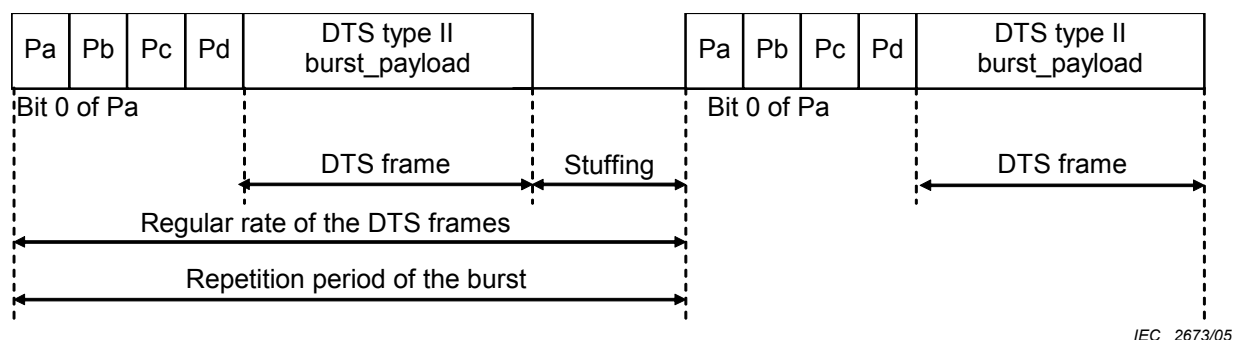 Pa Pb Pc Pd DTS type II burst_payload Pa Pb Pc Pd DTS type II burst_payload
Bit 0 of Pa Bit 0 of Pa
DTS frame Stuffing DTS frame
Regular rate of the DTS frames
Repetition period of the burst
IEC 2673/05